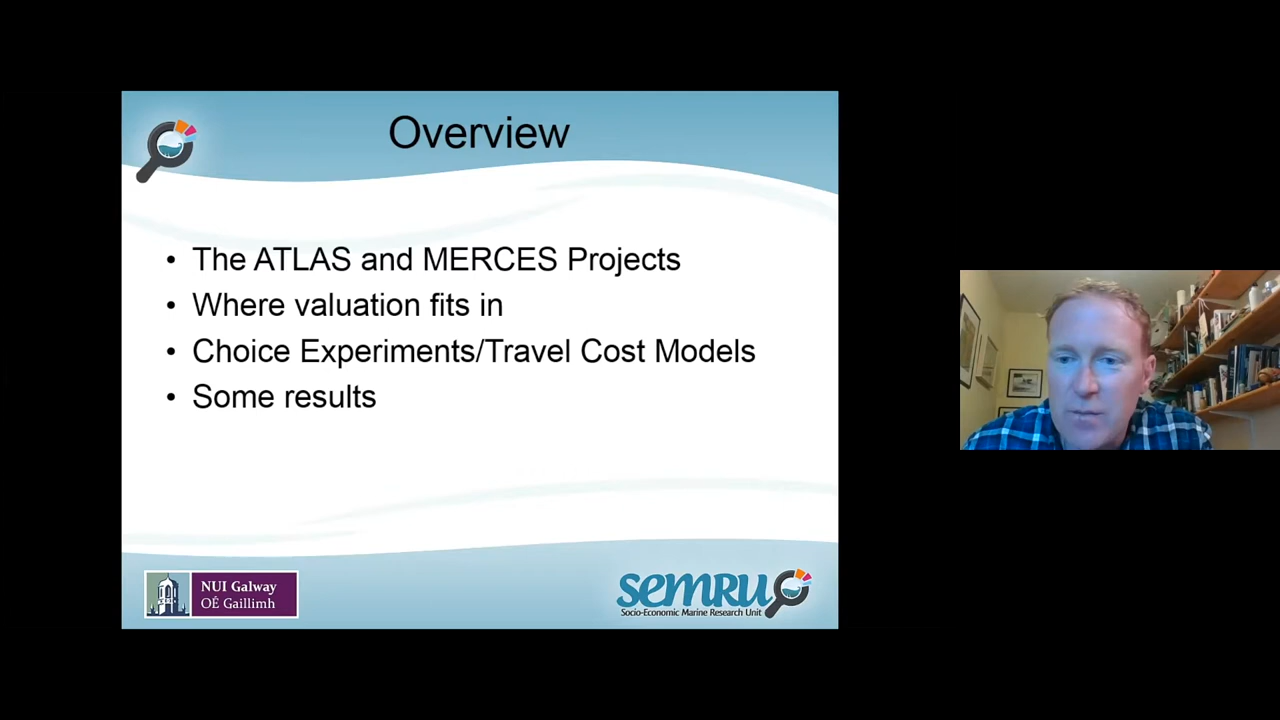 Overview
• The ATLAS and MERCES Projects
• Where valuation fits in
• Choice Experiments/Travel Cost Models
• Some results
NUI Galway
OÉ Gaillimh
semru
Socio-Economic Marine Research Unit